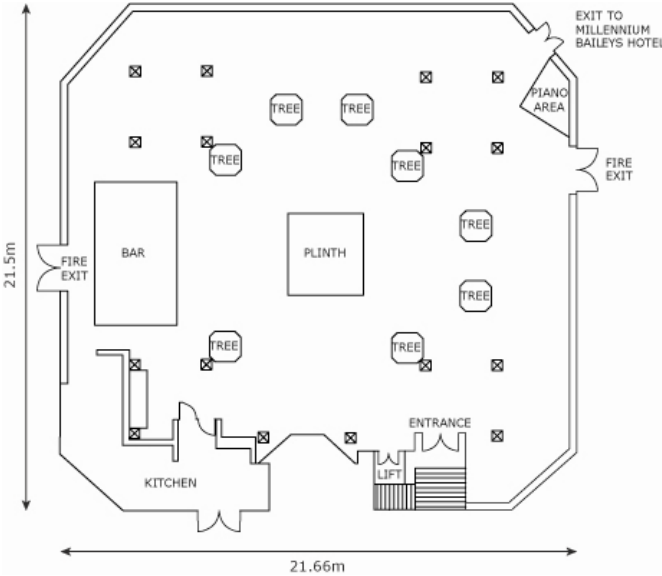 EXIT TO
MILLENNIUM
BAILEYS HOTEL
PIANO
AREA
TREE
TREE
TREE
TREE
FIRE
EXIT
TREE
BAR
PLINTH
FIRE
EXIT
21.5m
TREE
TREE
TREE
ENTRANCE
LIFT
KITCHEN
21.66m